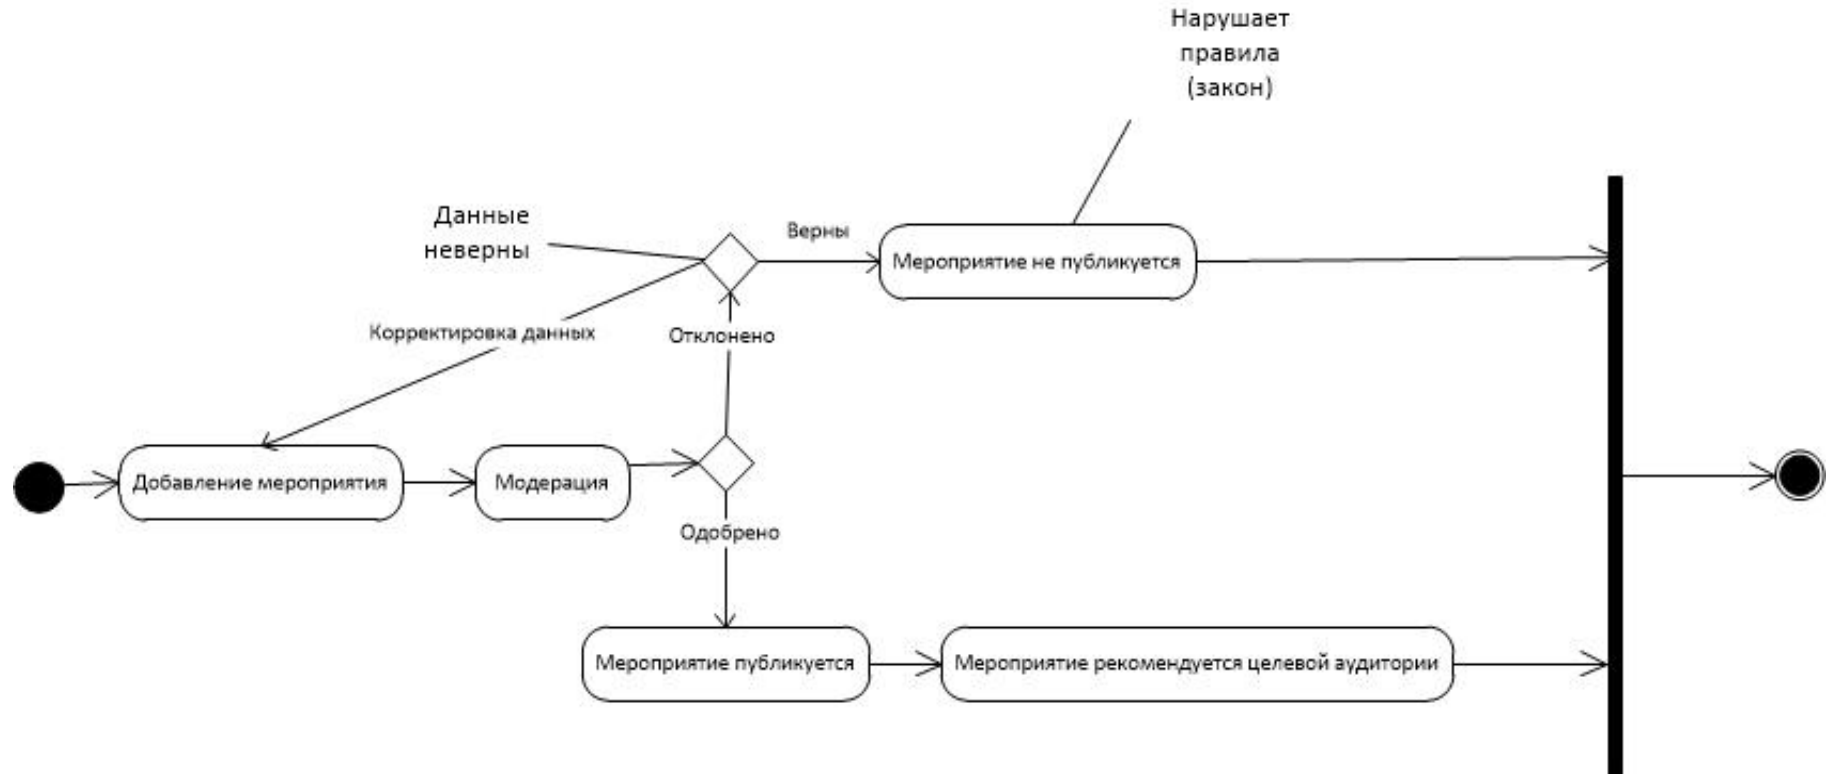 Нарушает
правила
(закон)
Данные
неверны
Верны
Мероприятие не публикуется
Корректировка данных
Отклонено
Добавление мероприятия
Модерация
Одобрено
Мероприятие публикуется
Мероприятие рекомендуется целевой аудитории